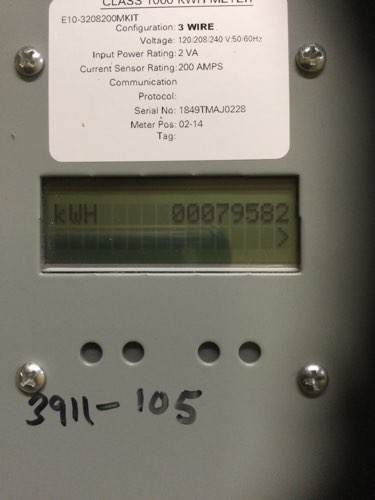 CLASS 1000 KWH METER
E10-3208200MKIT
Configuration: 3 WIRE
Voltage: 120:208:240 V:50-60Hz
Input Power Rating: 2 VA
Current Sensor Rating: 200 AMPS
Communication
Protocol:
Serial No: 1849TMAJ0228
Meter Pos: 02-14
Tag:
kWH 00079582
>
3911-105